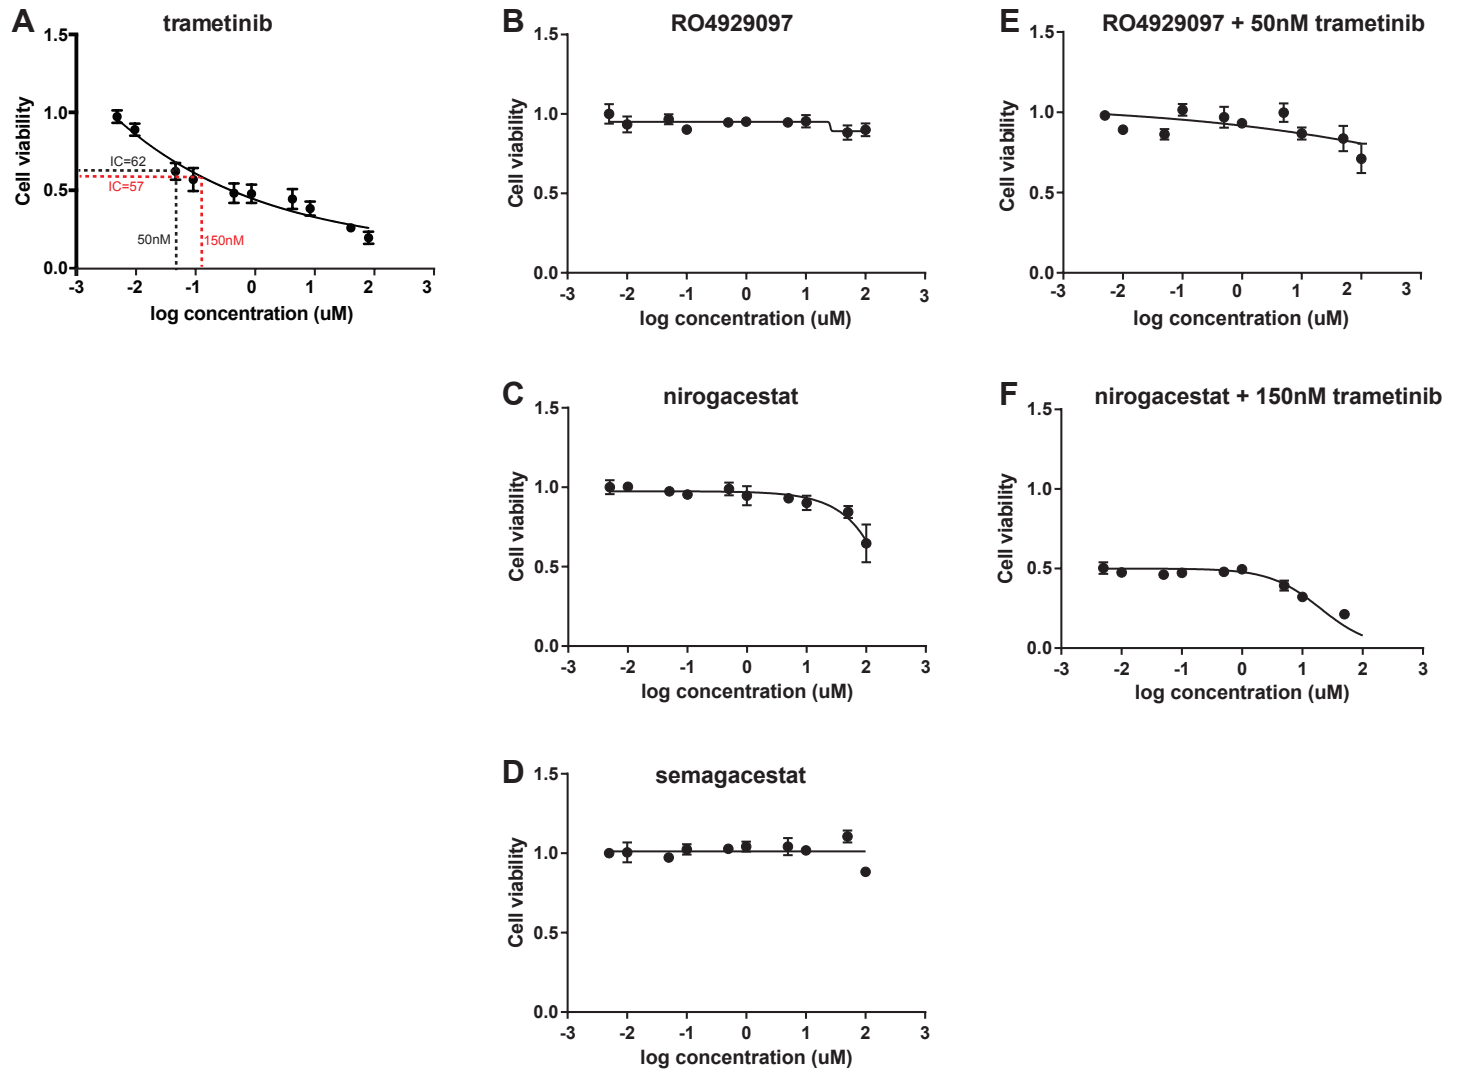 A
trametinib
1.5
1.0
0.5
0.0
Cell viability
IC=62
IC=57
50nM
150nM
-3 -2 -1 0 1 2 3
log concentration (uM)
B
RO4929097
1.5
1.0
0.5
0.0
Cell viability
-3 -2 -1 0 1 2 3
log concentration (uM)
E
RO4929097 + 50nM trametinib
1.5
1.0
0.5
0.0
Cell viability
-3 -2 -1 0 1 2 3
log concentration (uM)
C
nirogacestat
1.5
1.0
0.5
0.0
Cell viability
-3 -2 -1 0 1 2 3
log concentration (uM)
F
nirogacestat + 150nM trametinib
1.5
1.0
0.5
0.0
Cell viability
-3 -2 -1 0 1 2 3
log concentration (uM)
D
semagacestat
1.5
1.0
0.5
0.0
Cell viability
-3 -2 -1 0 1 2 3
log concentration (uM)